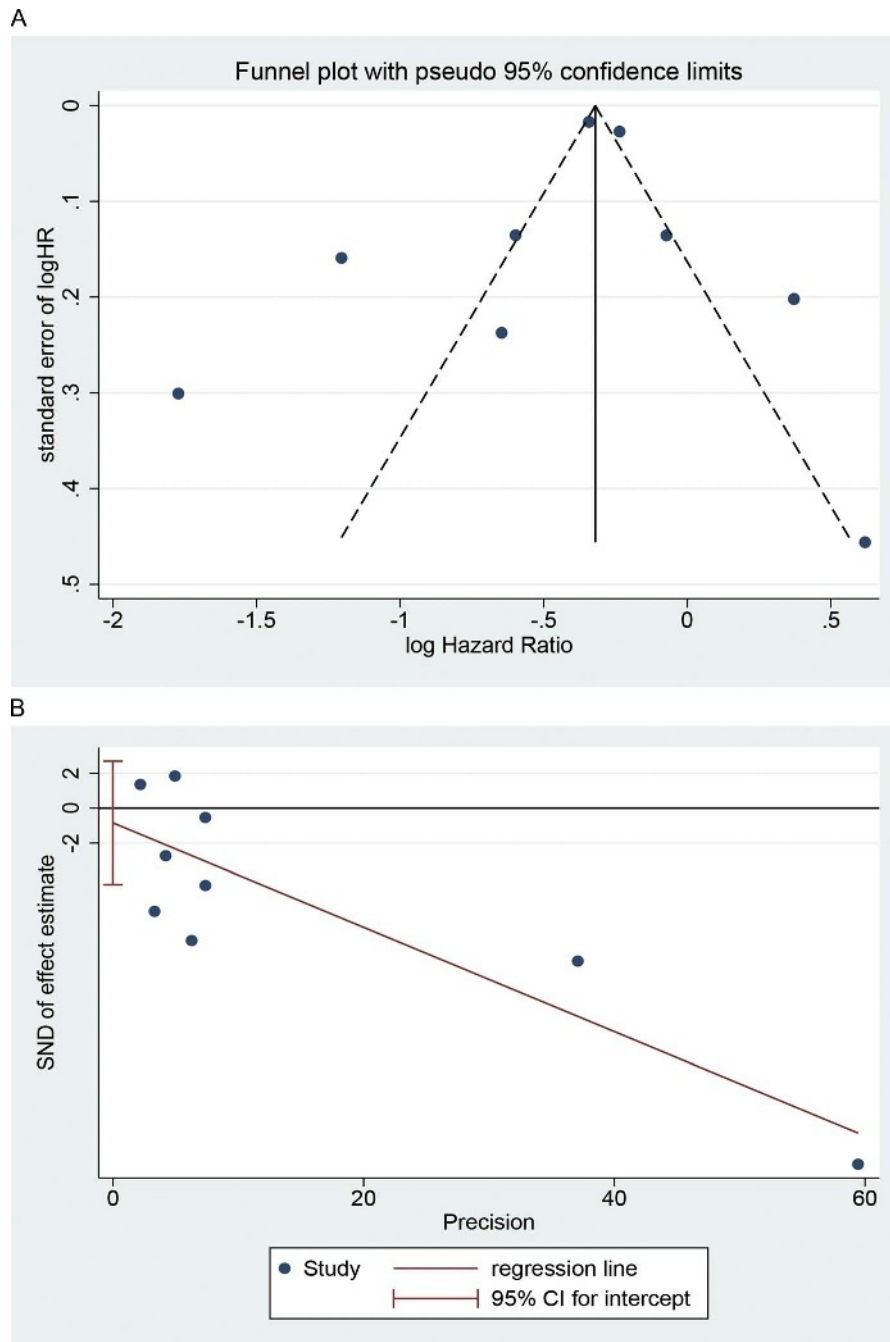 A
Funnel plot with pseudo 95% confidence limits
standard error of logHR
0
.1
.2
.3
.4
.5
-2
-1.5
-1
-.5
0
.5
log Hazard Ratio
B
SND of effect estimate
2
0
-2
0
20
40
60
Precision
Study
regression line
95% CI for intercept